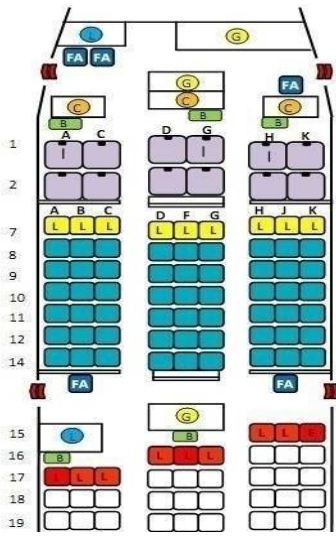 L G
FA FA
G FA
C C C
B B B
A C D G H K
1 I I I
2
A B C D F G H J K
7 L L L L L L L L L
8
9
10
11
12
14
FA FA
G
15 L L L
L B
16 B L L L
17 L L L
18
19